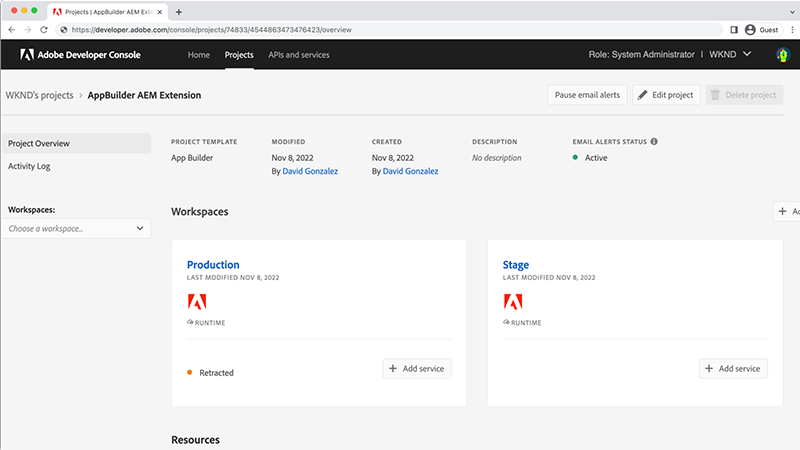 Projects | AppBuilder AEM Exte
https://developer.adobe.com/console/projects/74833/4544863473476423/overview
Guest
Adobe Developer Console
Home
Projects
APIs and services
Role: System Administrator
WKND
WKND's projects > AppBuilder AEM Extension
Pause email alerts
Edit project
Delete project
Project Overview
Activity Log
Workspaces:
Choose a workspace...
PROJECT TEMPLATE
App Builder
MODIFIED
Nov 8, 2022
By David Gonzalez
CREATED
Nov 8, 2022
By David Gonzalez
DESCRIPTION
No description
EMAIL ALERTS STATUS
Active
Workspaces
Production
LAST MODIFIED NOV 8, 2022
RUNTIME
Retracted
+ Add service
Stage
LAST MODIFIED NOV 8, 2022
RUNTIME
+ Add service
Resources